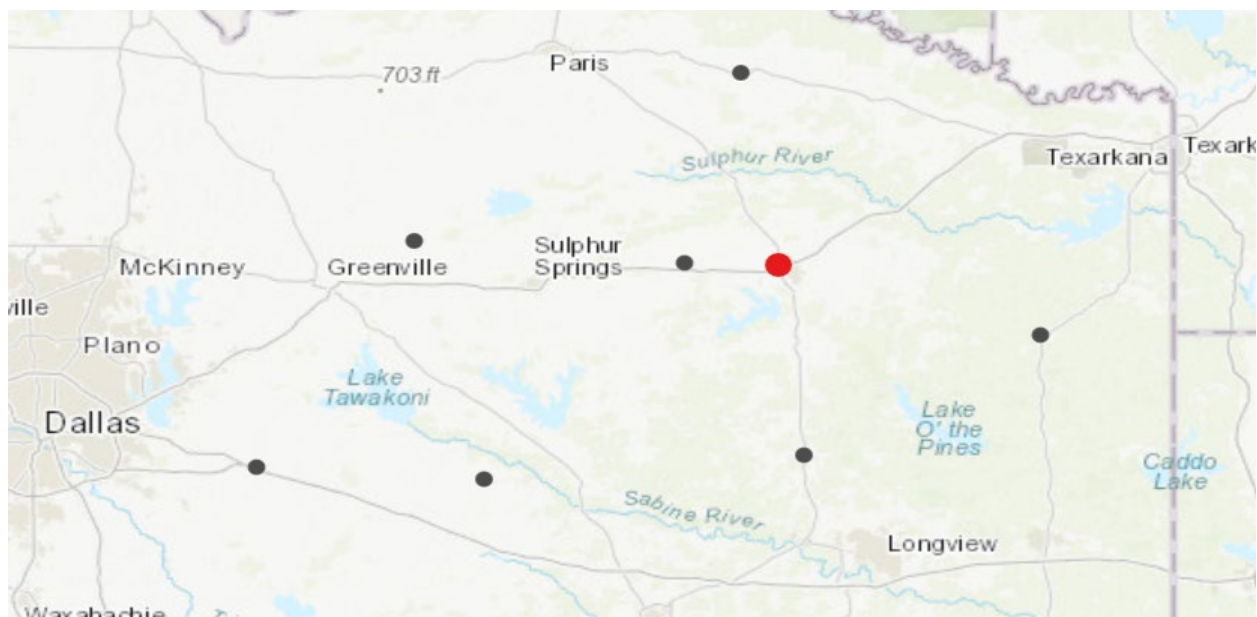 Paris
703 ft
Sulphur River
Texarkana
Texark
Sulphur
Springs
McKinney
Greenville
ville
Plano
Lake
Tawakoni
Dallas
Lake
O' the
Pines
Caddo
Lake
Sabine River
Longview
Waxahachie